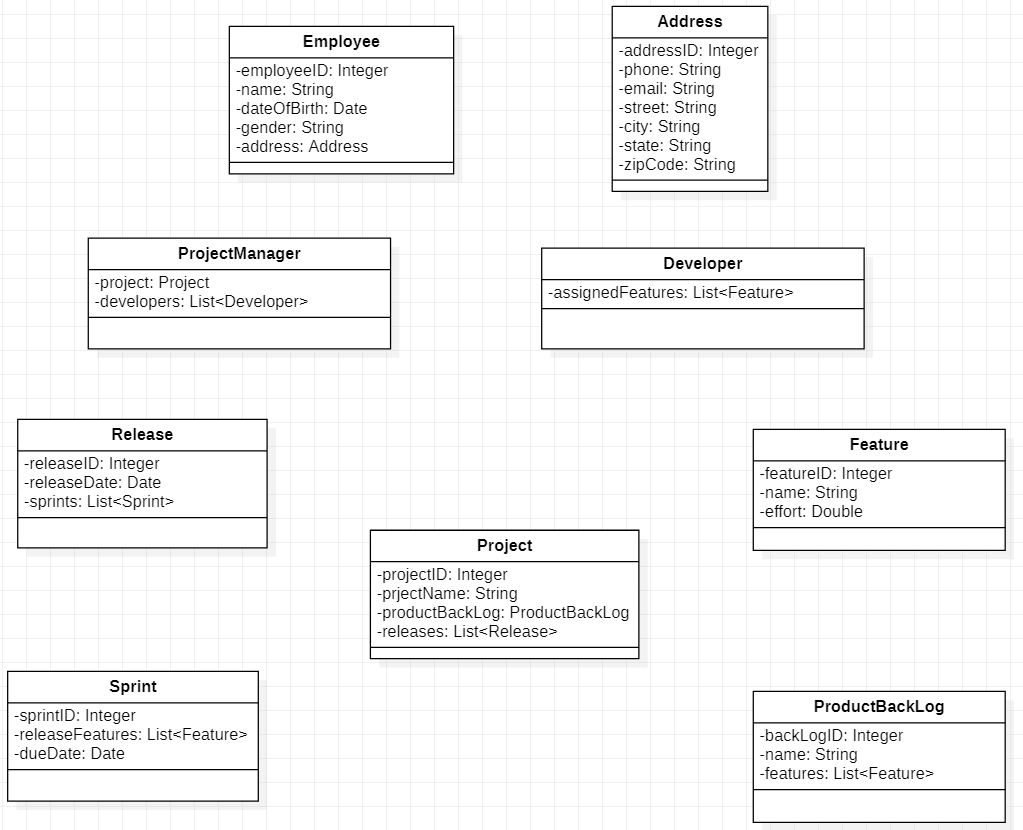 Employee
-employeeID: Integer
-name: String
-dateOfBirth: Date
-gender: String
-address: Address
Address
-addressID: Integer
-phone: String
-email: String
-street: String
-city: String
-state: String
-zipCode: String
ProjectManager
-project: Project
-developers: List<Developer>
Developer
-assignedFeatures: List<Feature>
Release
-releaseID: Integer
-releaseDate: Date
-sprints: List<Sprint>
Feature
-featureID: Integer
-name: String
-effort: Double
Project
-projectID: Integer
-prjectName: String
-productBackLog: ProductBackLog
-releases: List<Release>
Sprint
-sprintID: Integer
-releaseFeatures: List<Feature>
-dueDate: Date
ProductBackLog
-backLogID: Integer
-name: String
-features: List<Feature>